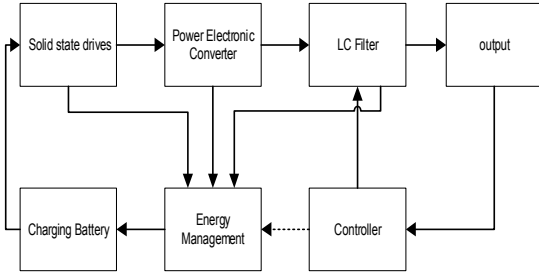 Solid state drives
Power Electronic
Converter
LC Filter
output
Charging Battery
Energy
Management
Controller